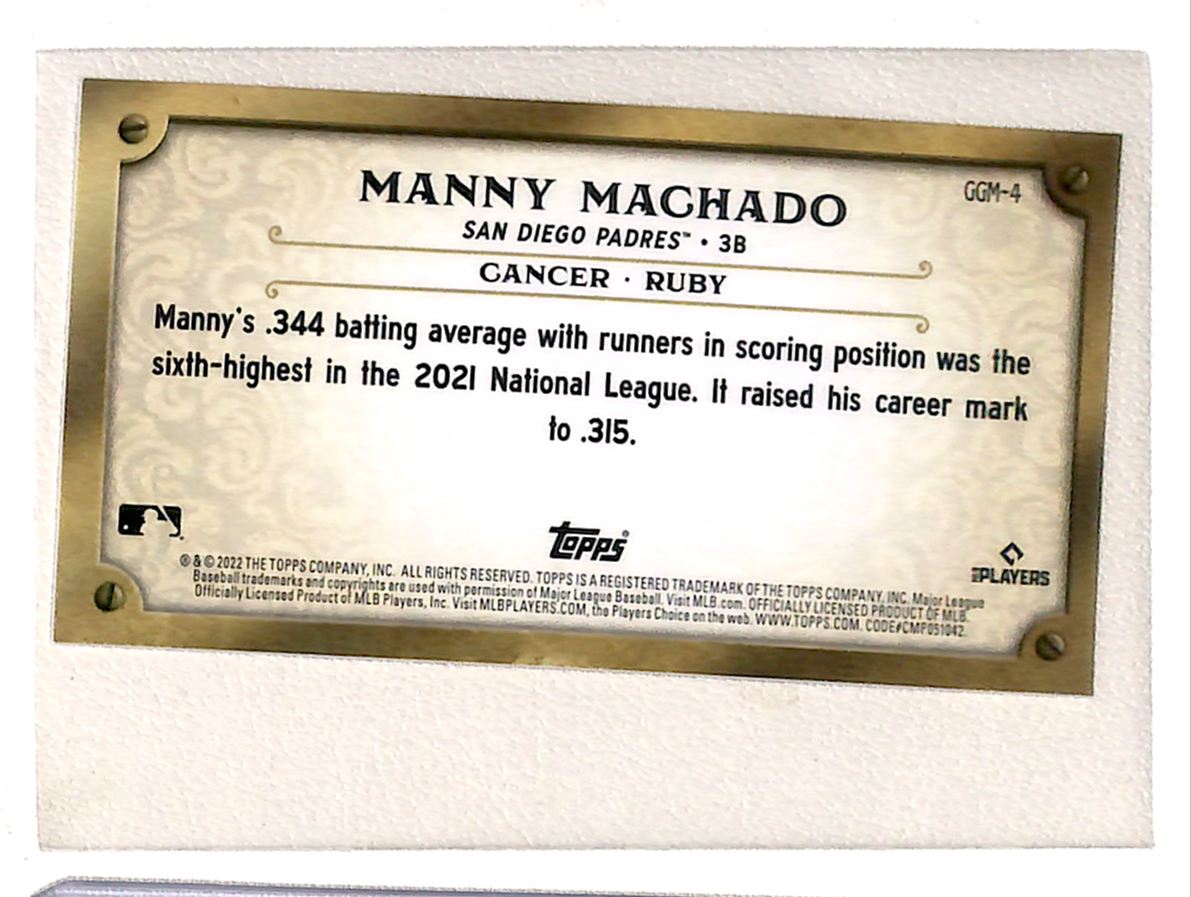 GGM-4
MANNY MACHADO
SAN DIEGO PADRES™ • 3B
CANCER · RUBY
Manny's .344 batting average with runners in scoring position was the
sixth-highest in the 2021 National League. It raised his career mark
to .315.
Topps®
PLAYERS
® & © 2022 THE TOPPS COMPANY, INC. ALL RIGHTS RESERVED. TOPPS IS A REGISTERED TRADEMARK OF THE TOPPS COMPANY, INC. Major League
Baseball trademarks and copyrights are used with permission of Major League Baseball. Visit MLB.com. OFFICIALLY LICENSED PRODUCT OF MLB
Officially Licensed Product of MLB Players, Inc. Visit MLBPLAYERS.COM, the Players Choice on the web. WWW.TOPPS.COM. CODE#CMP051042.